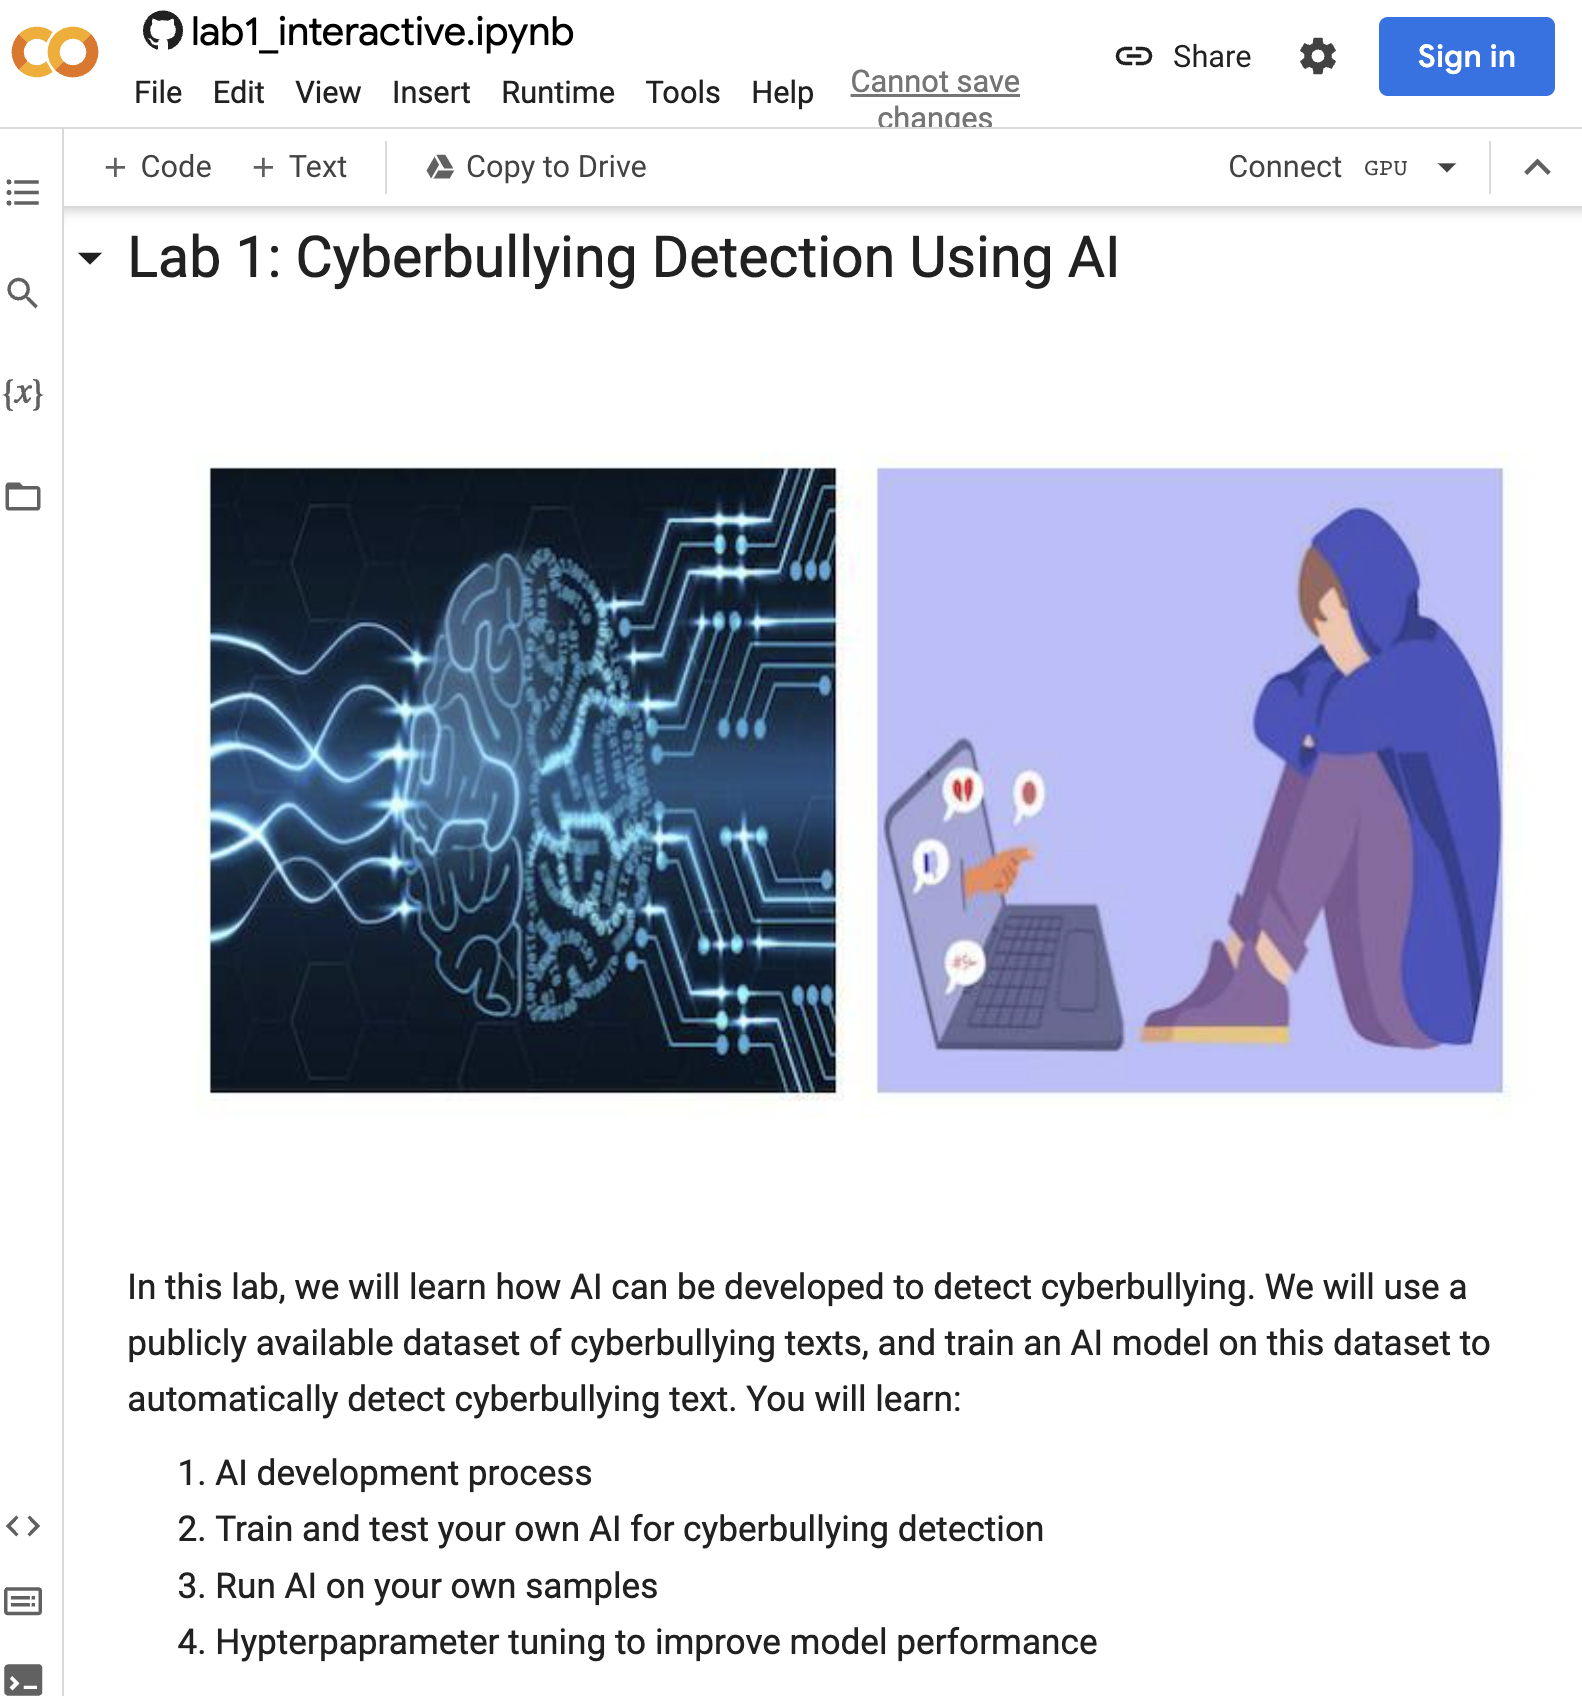 lab1_interactive.ipynb
File Edit View Insert Runtime Tools Help
Cannot save
changes
Share
Sign in
+ Code + Text Copy to Drive
Connect GPU
{x}
Lab 1: Cyberbullying Detection Using AI
In this lab, we will learn how AI can be developed to detect cyberbullying. We will use a
publicly available dataset of cyberbullying texts, and train an AI model on this dataset to
automatically detect cyberbullying text. You will learn:
1. AI development process
2. Train and test your own AI for cyberbullying detection
3. Run AI on your own samples
4. Hypterpaprameter tuning to improve model performance